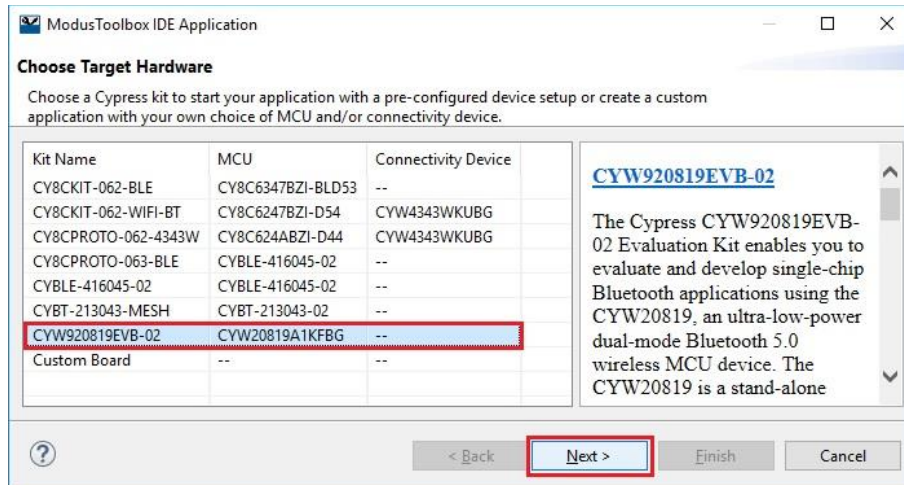 ModusToolbox IDE Application
Choose Target Hardware
Choose a Cypress kit to start your application with a pre-configured device setup or create a custom
application with your own choice of MCU and/or connectivity device.
Kit Name MCU Connectivity Device
CY8CKIT-062-BLE CY8C6347BZI-BLD53 --
CY8CKIT-062-WIFI-BT CY8C6247BZI-D54 CYW4343WKUBG
CY8CPROTO-062-4343W CY8C624ABZI-D44 CYW4343WKUBG
CY8CPROTO-063-BLE CYBLE-416045-02 --
CYBLE-416045-02 CYBLE-416045-02 --
CYBT-213043-MESH CYBT-213043-02 --
CYW920819EVB-02 CYW20819A1KFBG --
Custom Board -- --
CYW920819EVB-02
The Cypress CYW920819EVB-
02 Evaluation Kit enables you to
evaluate and develop single-chip
Bluetooth applications using the
CYW20819, an ultra-low-power
dual-mode Bluetooth 5.0
wireless MCU device. The
CYW20819 is a stand-alone
? < Back Next > Finish Cancel